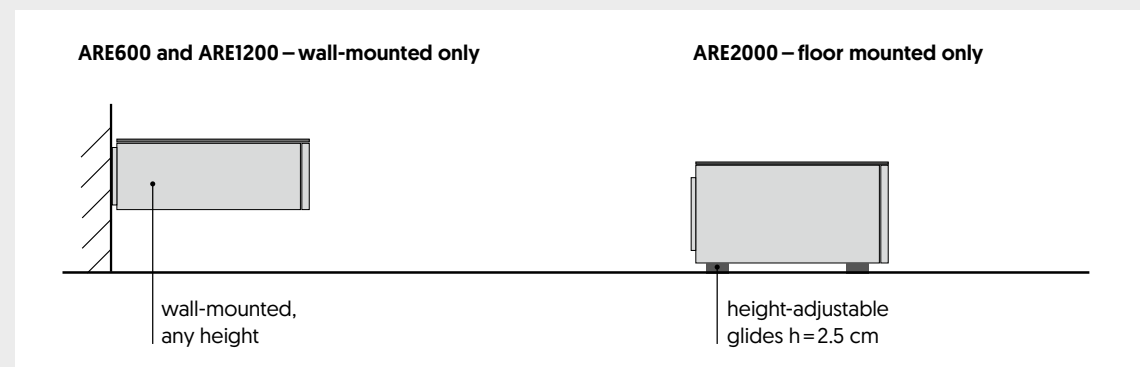 ARE600 and ARE1200 – wall-mounted only
ARE2000 – floor mounted only
wall-mounted,
any height
height-adjustable
glides h=2.5 cm